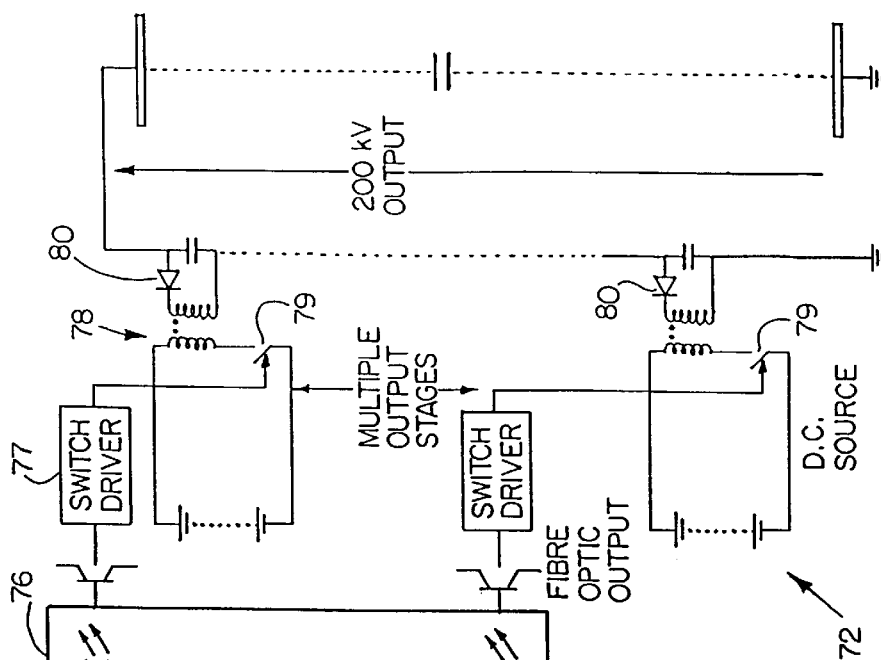 76
77
SWITCH
DRIVER
78
80
79
200 kV
OUTPUT
MULTIPLE
OUTPUT
STAGES
SWITCH
DRIVER
FIBRE
OPTIC
OUTPUT
80
79
D.C.
SOURCE
72